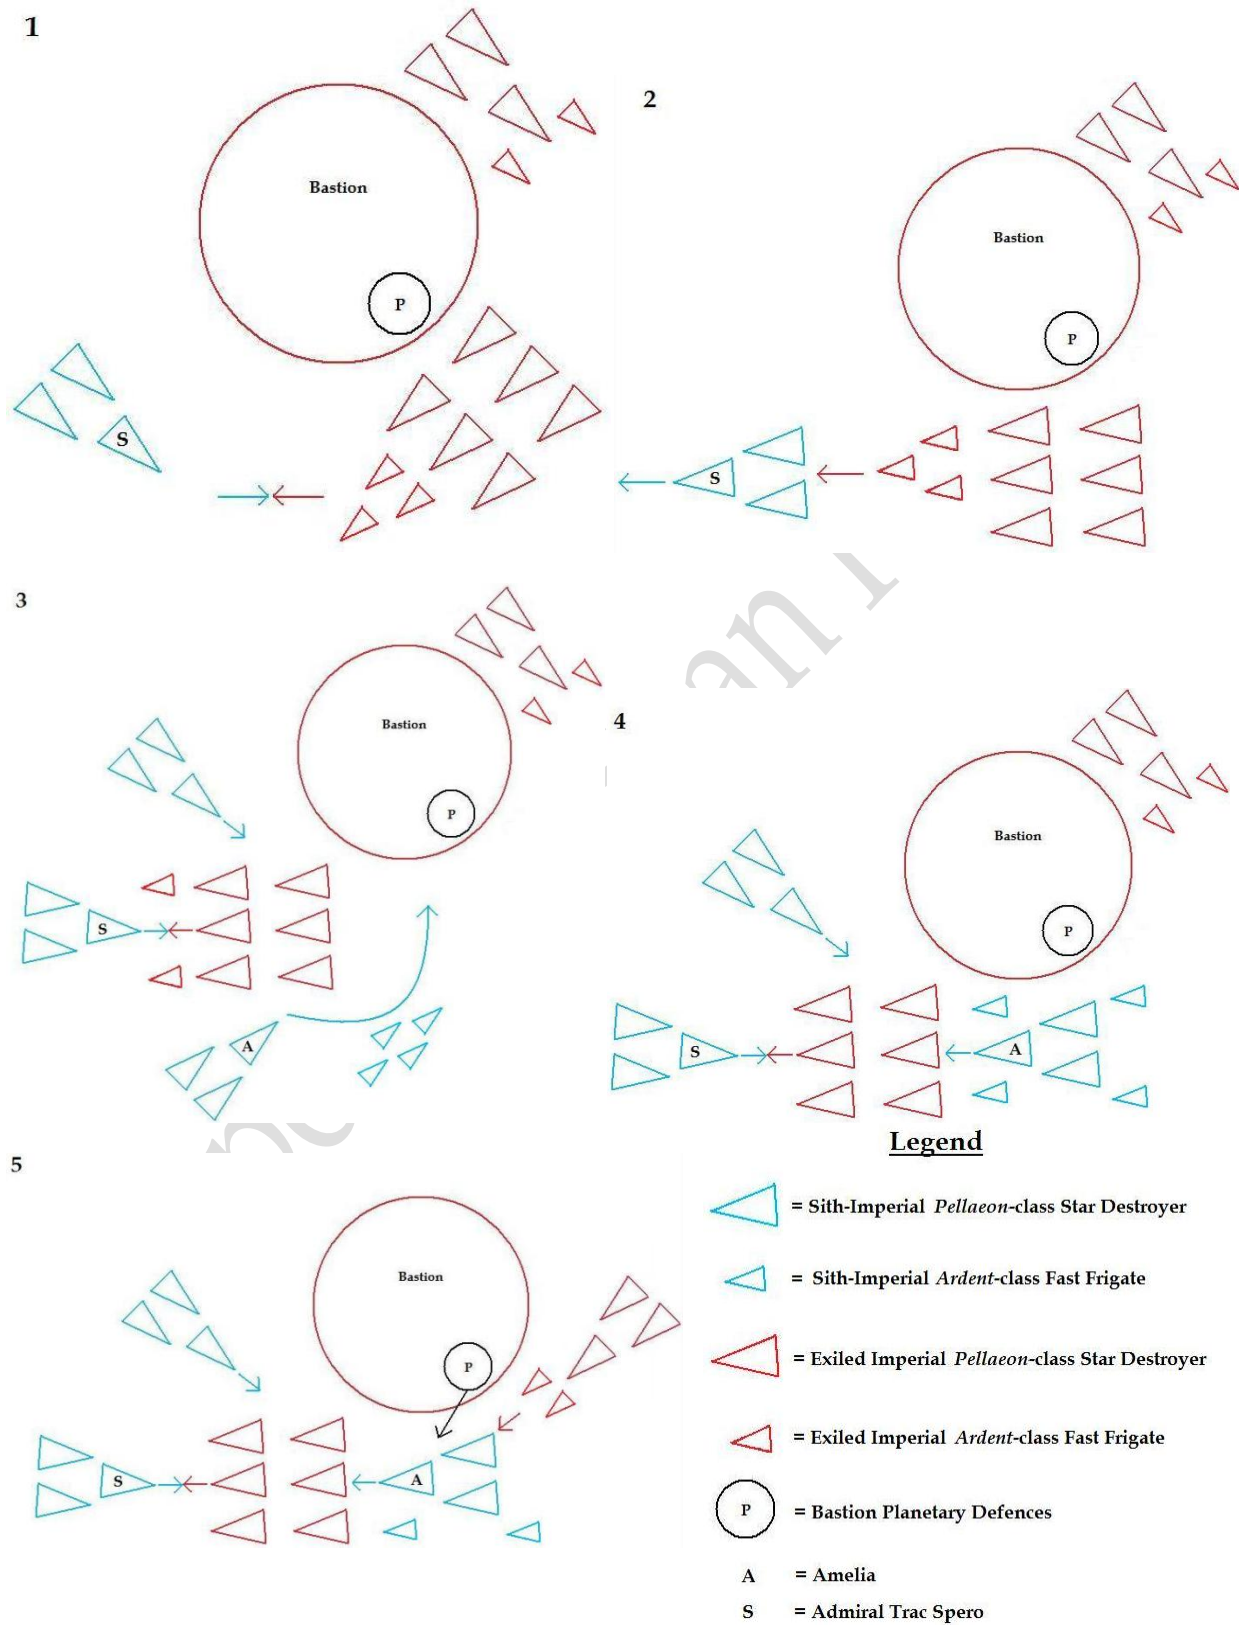 1
Bastion
P
S
2
Bastion
P
S
3
Bastion
P
S
A
4
Bastion
P
S
A
5
Bastion
P
S
A
Legend
= Sith-Imperial Pellaeon-class Star Destroyer
= Sith-Imperial Ardent-class Fast Frigate
= Exiled Imperial Pellaeon-class Star Destroyer
= Exiled Imperial Ardent-class Fast Frigate
P = Bastion Planetary Defences
A = Amelia
S = Admiral Trac Spero